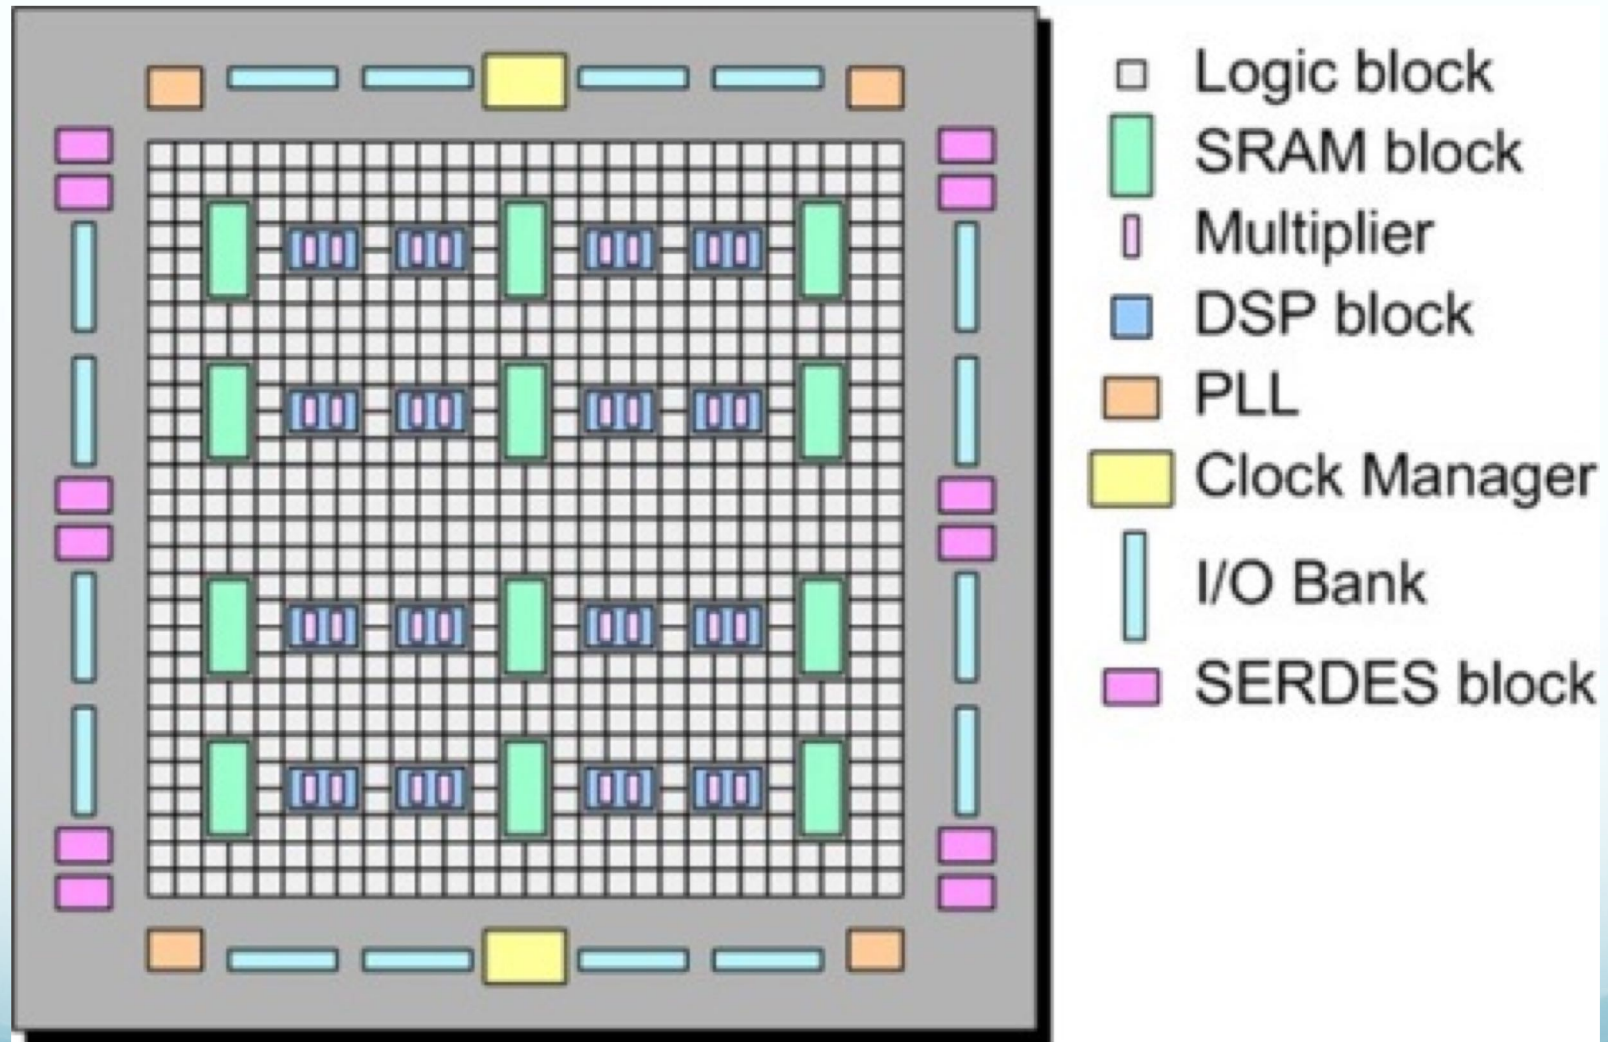 Logic block
SRAM block
Multiplier
DSP block
PLL
Clock Manager
I/O Bank
SERDES block